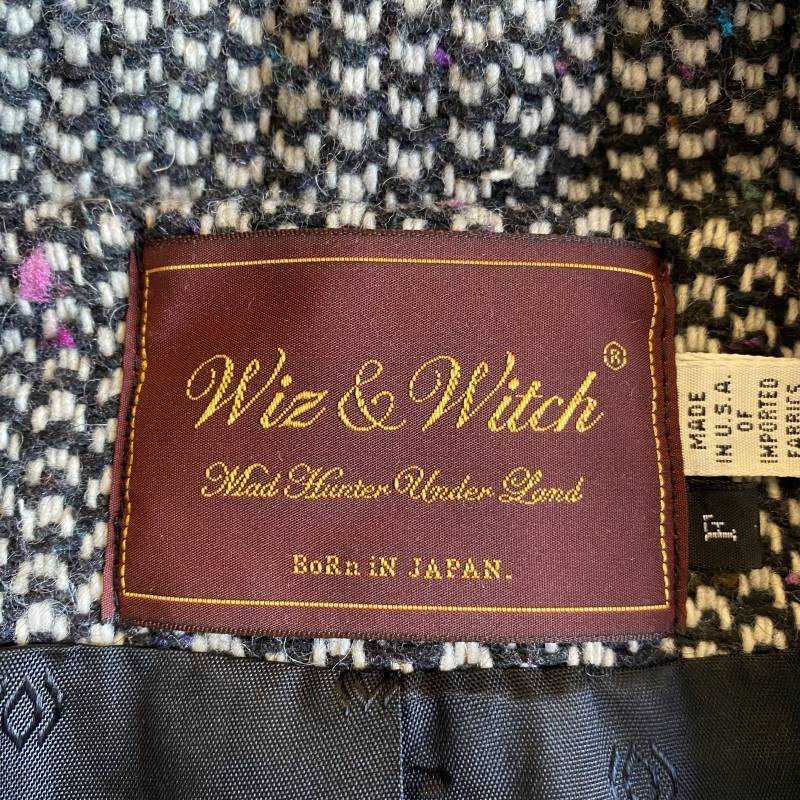 Wiz & Witch®
Mad Hunter Under Land
BoRn iN JAPAN.
MADE
IN U.S.A.
OF
IMPORTED
FABRICS
F